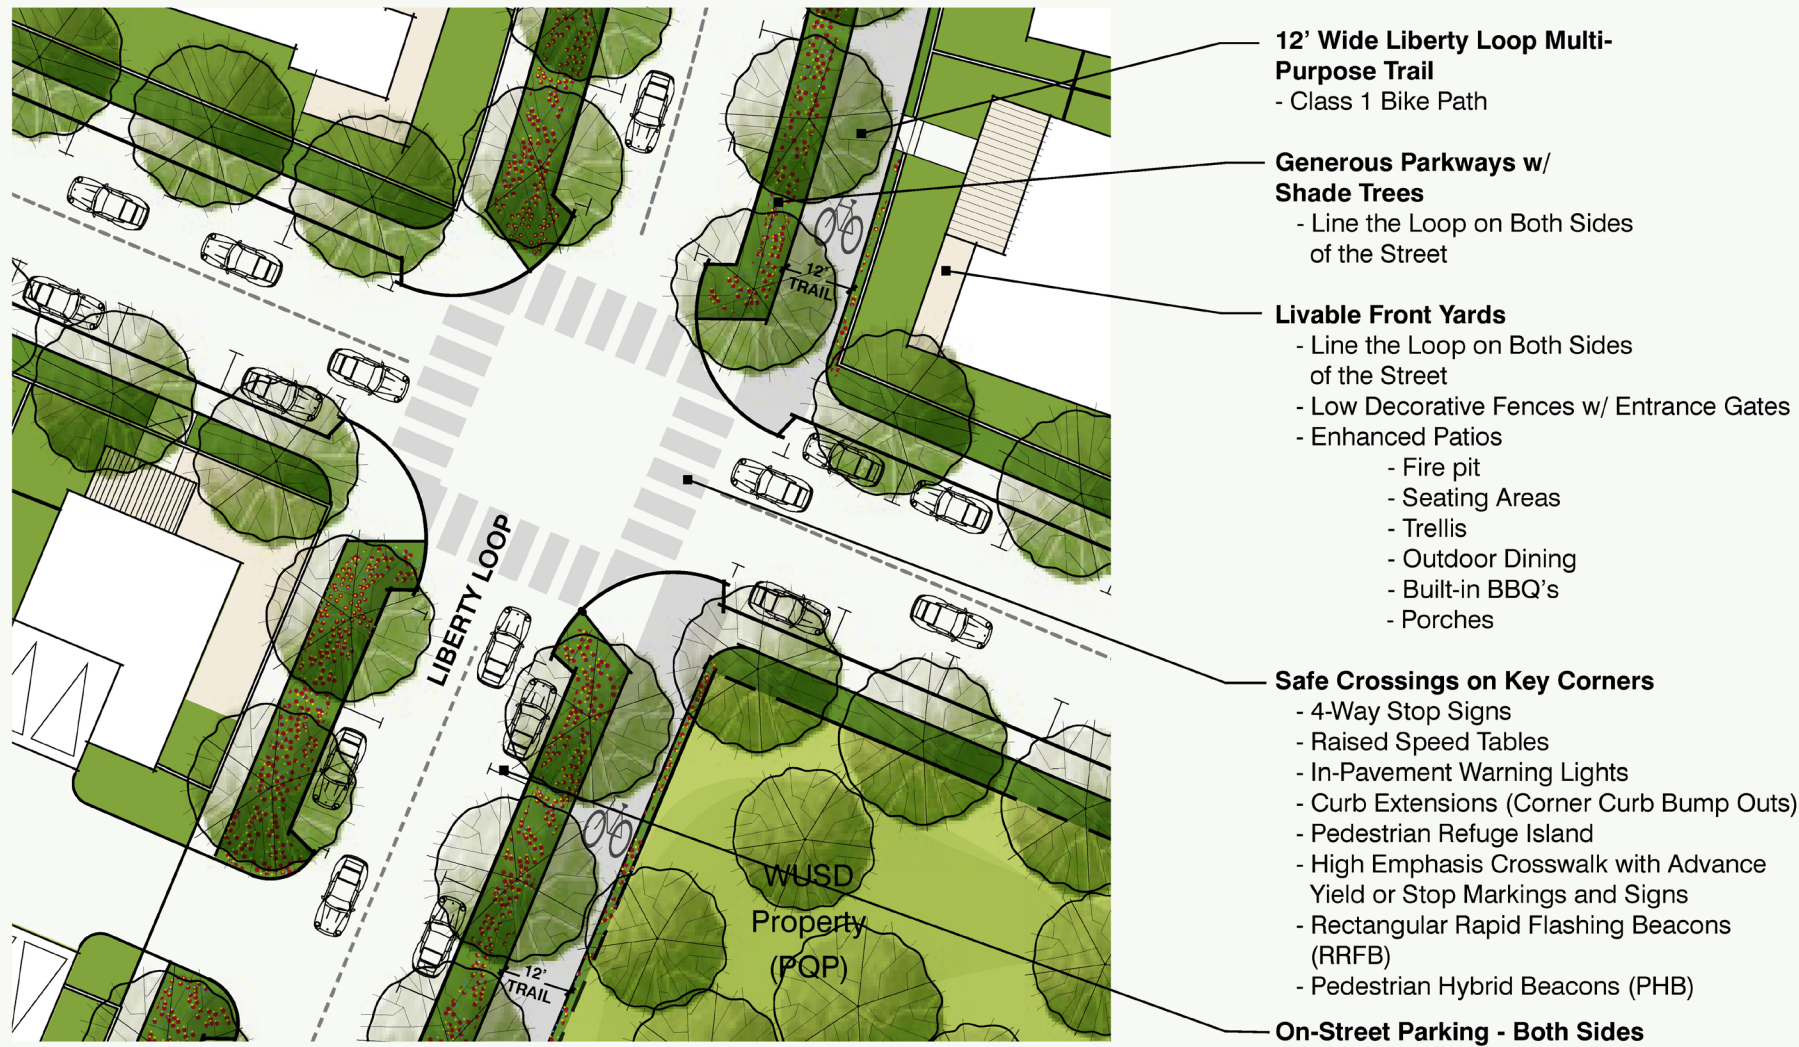 12’ Wide Liberty Loop Multi-
Purpose Trail
- Class 1 Bike Path
Generous Parkways w/
Shade Trees
- Line the Loop on Both Sides
of the Street
Livable Front Yards
- Line the Loop on Both Sides
of the Street
- Low Decorative Fences w/ Entrance Gates
- Enhanced Patios
- Fire pit
- Seating Areas
- Trellis
- Outdoor Dining
- Built-in BBQ’s
- Porches
Safe Crossings on Key Corners
- 4-Way Stop Signs
- Raised Speed Tables
- In-Pavement Warning Lights
- Curb Extensions (Corner Curb Bump Outs)
- Pedestrian Refuge Island
- High Emphasis Crosswalk with Advance
Yield or Stop Markings and Signs
- Rectangular Rapid Flashing Beacons
(RRFB)
- Pedestrian Hybrid Beacons (PHB)
On-Street Parking - Both Sides
12’
TRAIL
LIBERTY LOOP
WUSD
Property
(PQP)
12’
TRAIL